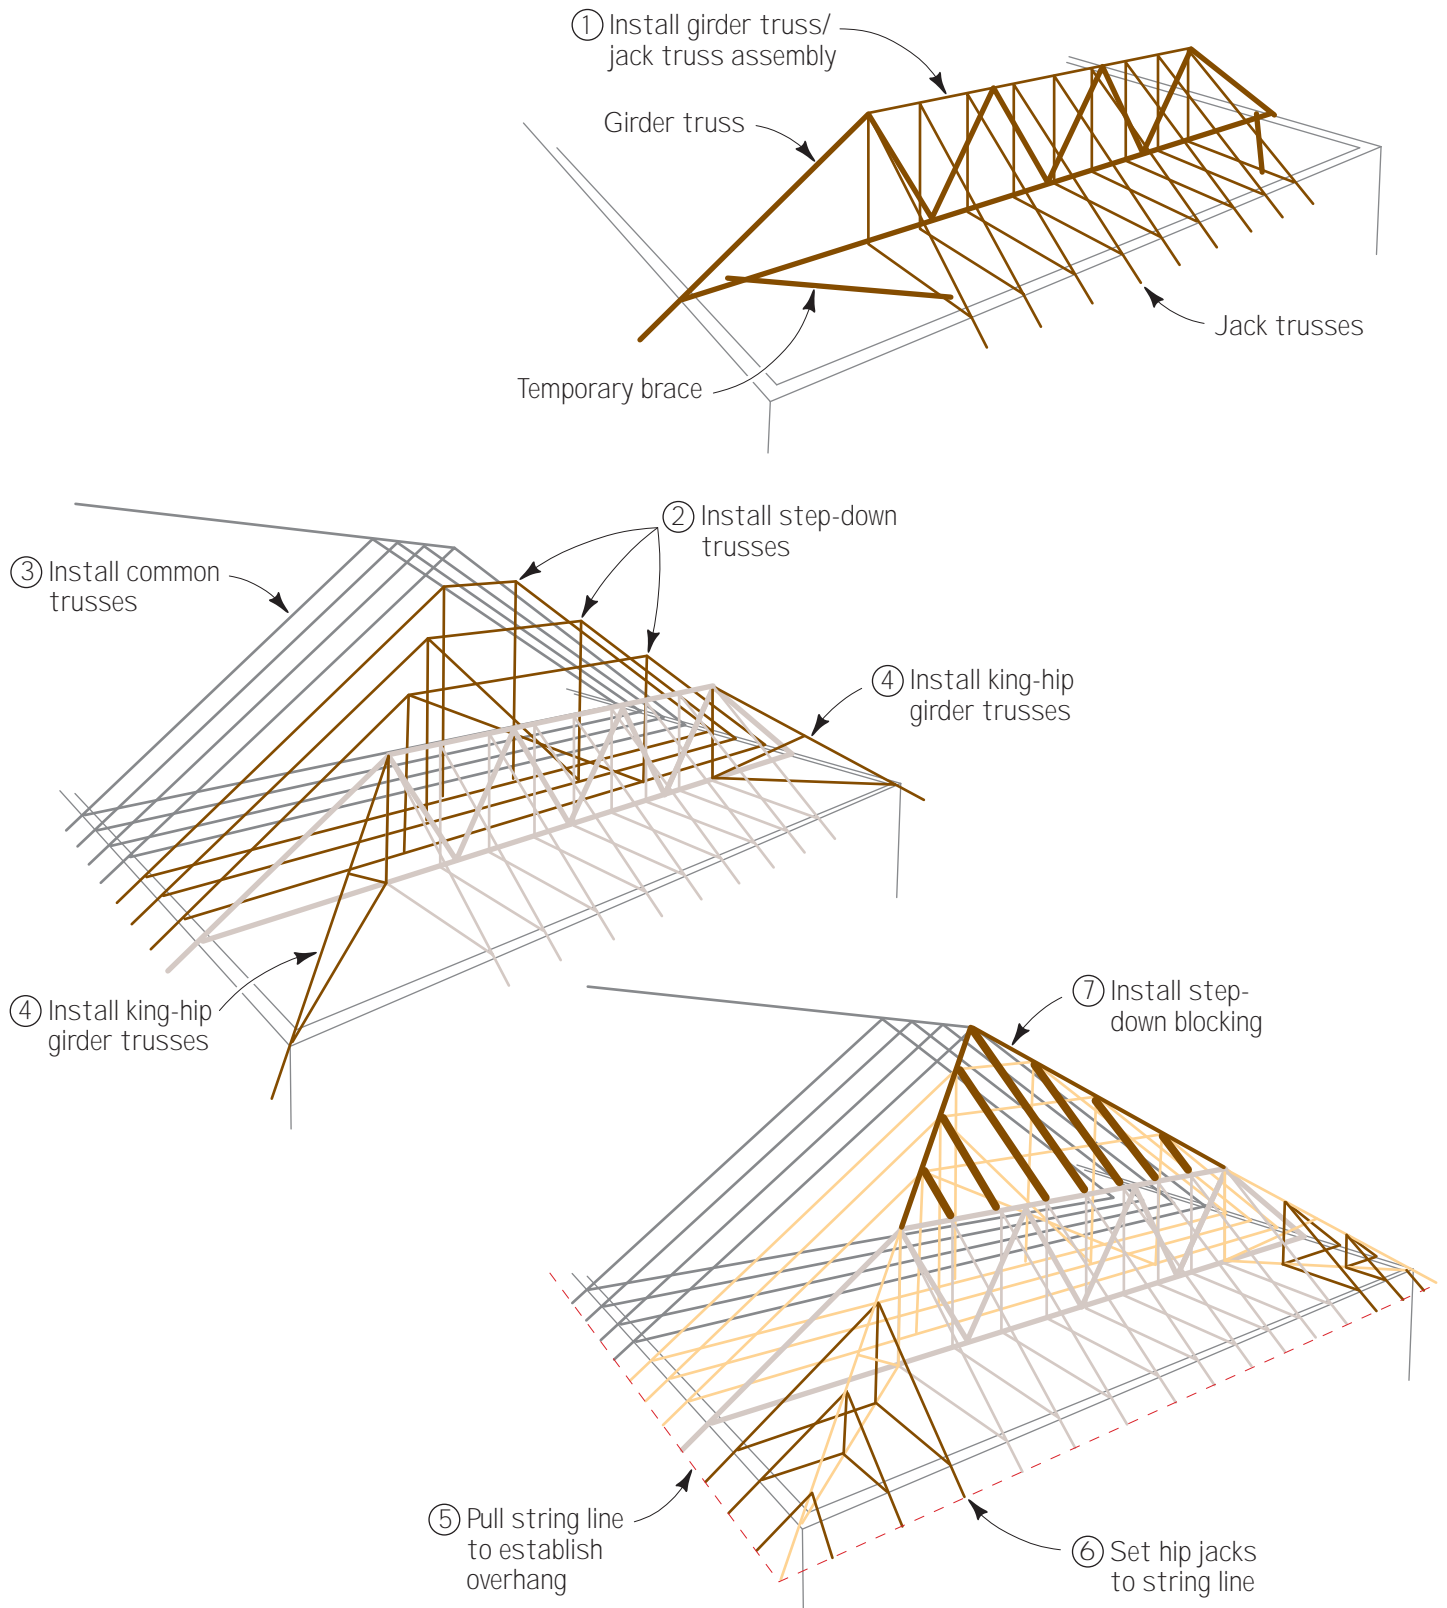 ① Install girder truss/
jack truss assembly
Girder truss
Jack trusses
Temporary brace
② Install step-down
trusses
③ Install common
trusses
④ Install king-hip
girder trusses
④ Install king-hip
girder trusses
⑦ Install step-
down blocking
⑤ Pull string line
to establish
overhang
⑥ Set hip jacks
to string line